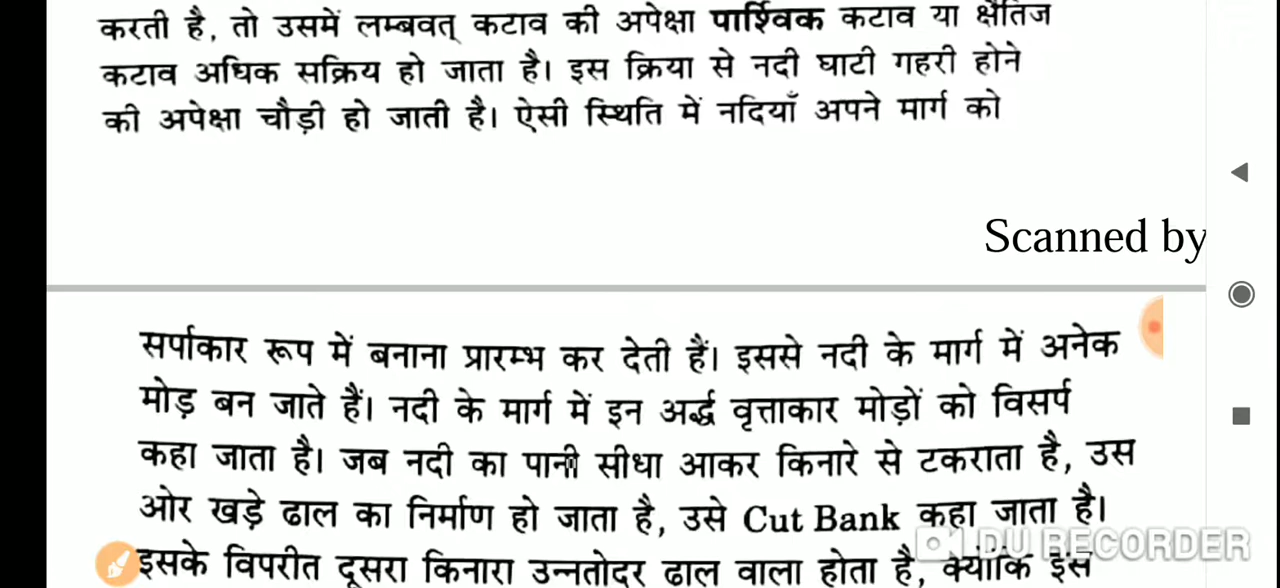 करती है, तो उसमें लम्बवत् कटाव की अपेक्षा पार्श्विक कटाव या क्षैतिज
कटाव अधिक सक्रिय हो जाता है। इस क्रिया से नदी घाटी गहरी होने
की अपेक्षा चौड़ी हो जाती है। ऐसी स्थिति में नदियाँ अपने मार्ग को
Scanned by
सर्पाकार रूप में बनाना प्रारम्भ कर देती हैं। इससे नदी के मार्ग में अनेक
मोड़ बन जाते हैं। नदी के मार्ग में इन अर्द्ध वृत्ताकार मोड़ों को विसर्प
कहा जाता है। जब नदी का पानी सीधा आकर किनारे से टकराता है, उस
ओर खड़े ढाल का निर्माण हो जाता है, उसे Cut Bank कहा जाता है।
DU RECORDER
इसके विपरीत दूसरा किनारा उन्नतोदर ढाल वाला होता है, क्योंकि इस